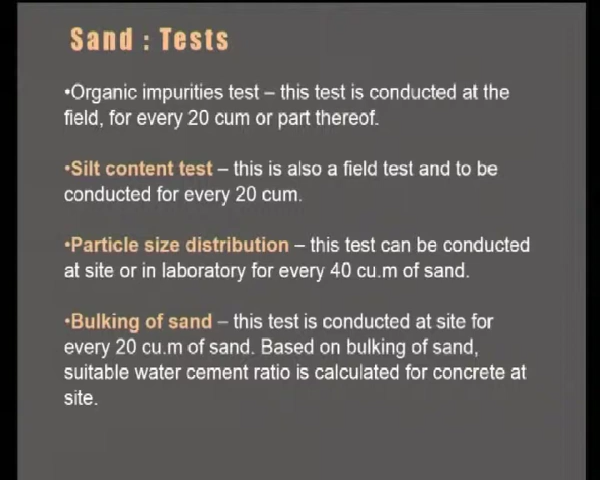 Sand : Tests
•Organic impurities test – this test is conducted at the
field, for every 20 cum or part thereof.
•Silt content test – this is also a field test and to be
conducted for every 20 cum.
•Particle size distribution – this test can be conducted
at site or in laboratory for every 40 cu.m of sand.
•Bulking of sand – this test is conducted at site for
every 20 cu.m of sand. Based on bulking of sand,
suitable water cement ratio is calculated for concrete at
site.